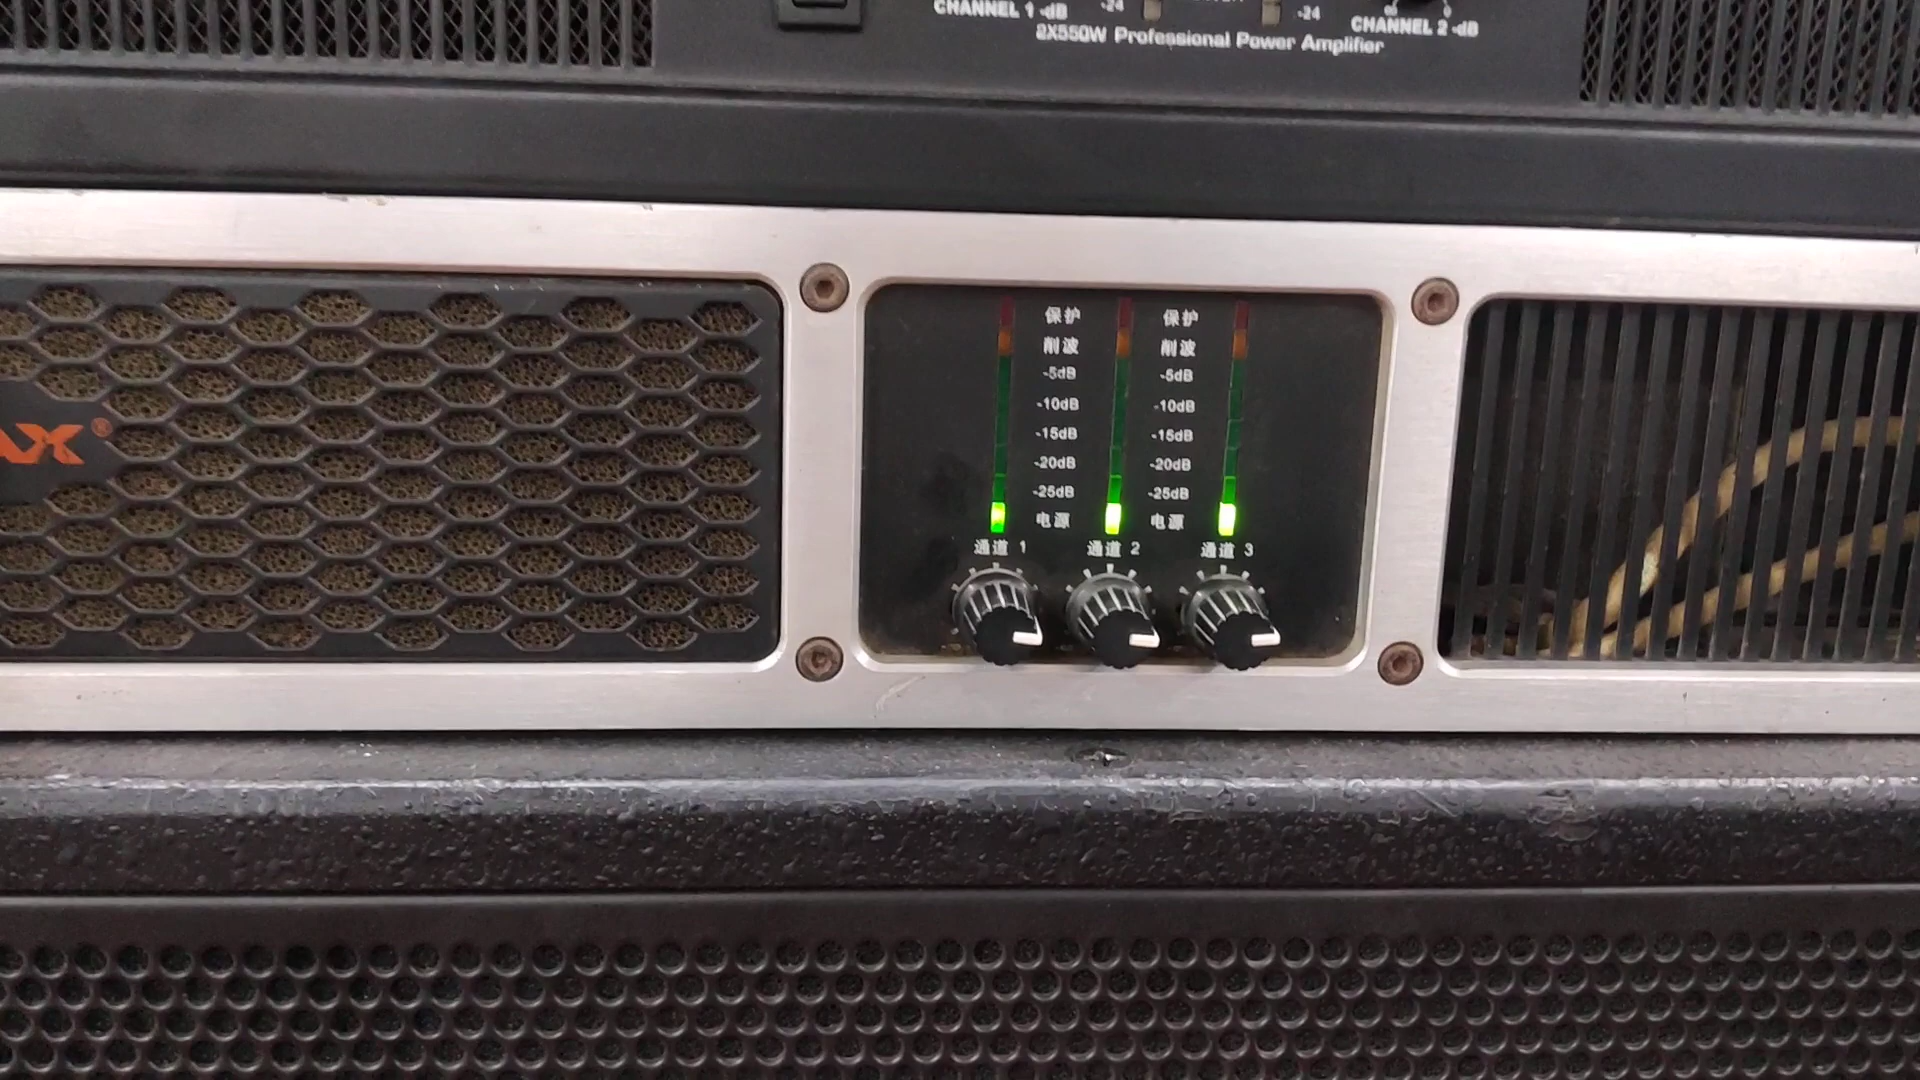 CHANNEL 1 -dB
-24
-24
CHANNEL 2 -dB
2X550W Professional Power Amplifier
AX®
保护 保护
削波 削波
-5dB -5dB
-10dB -10dB
-15dB -15dB
-20dB -20dB
-25dB -25dB
电源 电源
通道 1 通道 2 通道 3